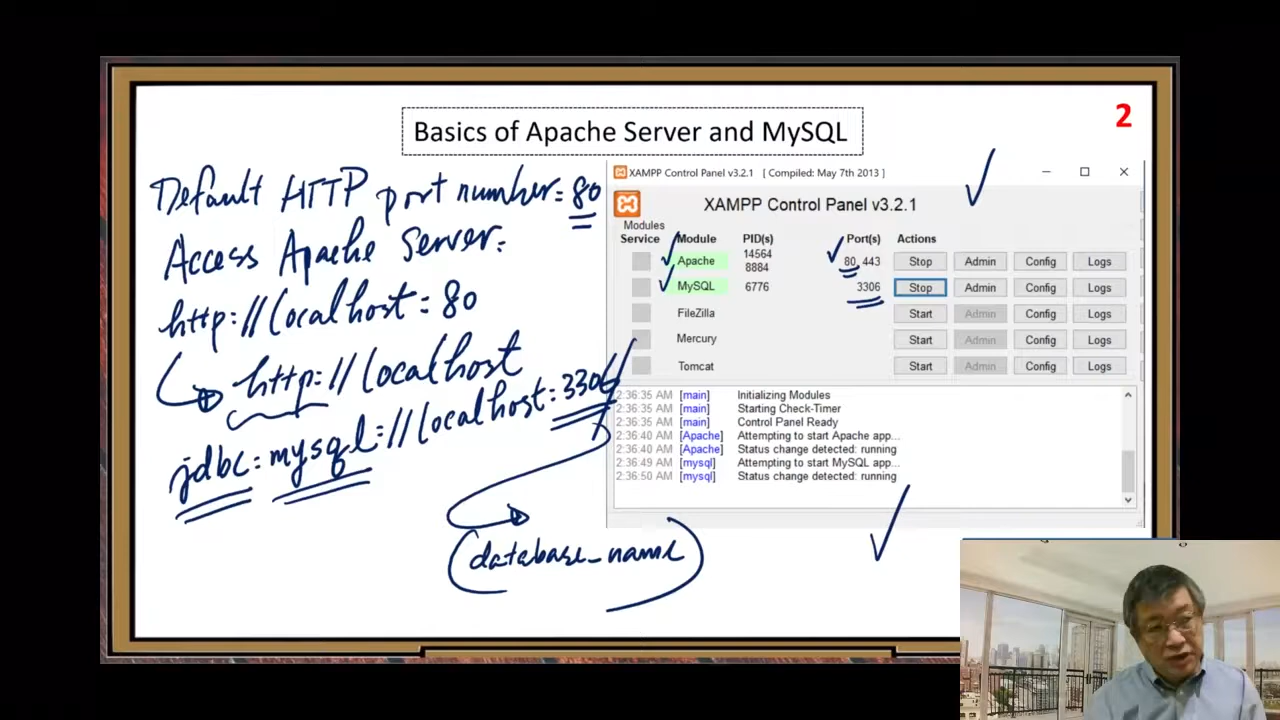 2
Basics of Apache Server and MySQL
Default HTTP port number = 80
Access Apache Server:
http://localhost:80
http://localhost
jdbc:mysql://localhost:3306/
database_name
XAMPP Control Panel v3.2.1 [ Compiled: May 7th 2013 ]
XAMPP Control Panel v3.2.1
Modules
Service Module PID(s) Port(s) Actions
Apache 14564 8884 80, 443 Stop Admin Config Logs
MySQL 6776 3306 Stop Admin Config Logs
FileZilla Start Admin Config Logs
Mercury Start Admin Config Logs
Tomcat Start Admin Config Logs
2:36:35 AM [main] Initializing Modules
2:36:35 AM [main] Starting Check-Timer
2:36:35 AM [main] Control Panel Ready
2:36:40 AM [Apache] Attempting to start Apache app...
2:36:40 AM [Apache] Status change detected: running
2:36:49 AM [mysql] Attempting to start MySQL app...
2:36:50 AM [mysql] Status change detected: running